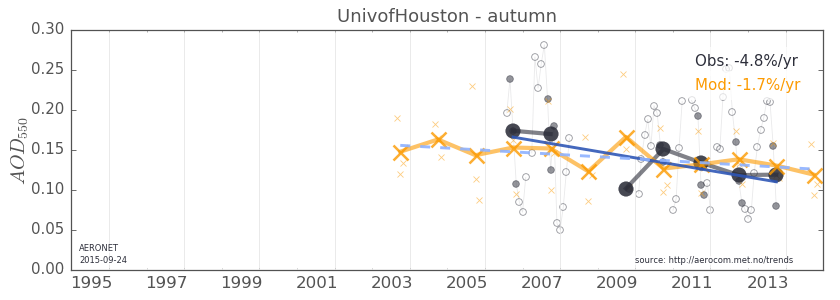 UnivofHouston - autumn
0.30
0.25
0.20
0.15
0.10
0.05
0.00
AOD550
Obs: -4.8%/yr
Mod: -1.7%/yr
AERONET
2015-09-24
source: http://aerocom.met.no/trends
1995 1997 1999 2001 2003 2005 2007 2009 2011 2013